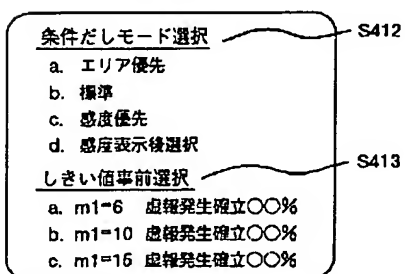 条件だしモード選択
S412
a. エリア優先
b. 標準
c. 感度優先
d. 感度表示後選択
しきい値事前選択
S413
a. m1=6 虚報発生確立○○%
b. m1=10 虚報発生確立○○%
c. m1=15 虚報発生確立○○%